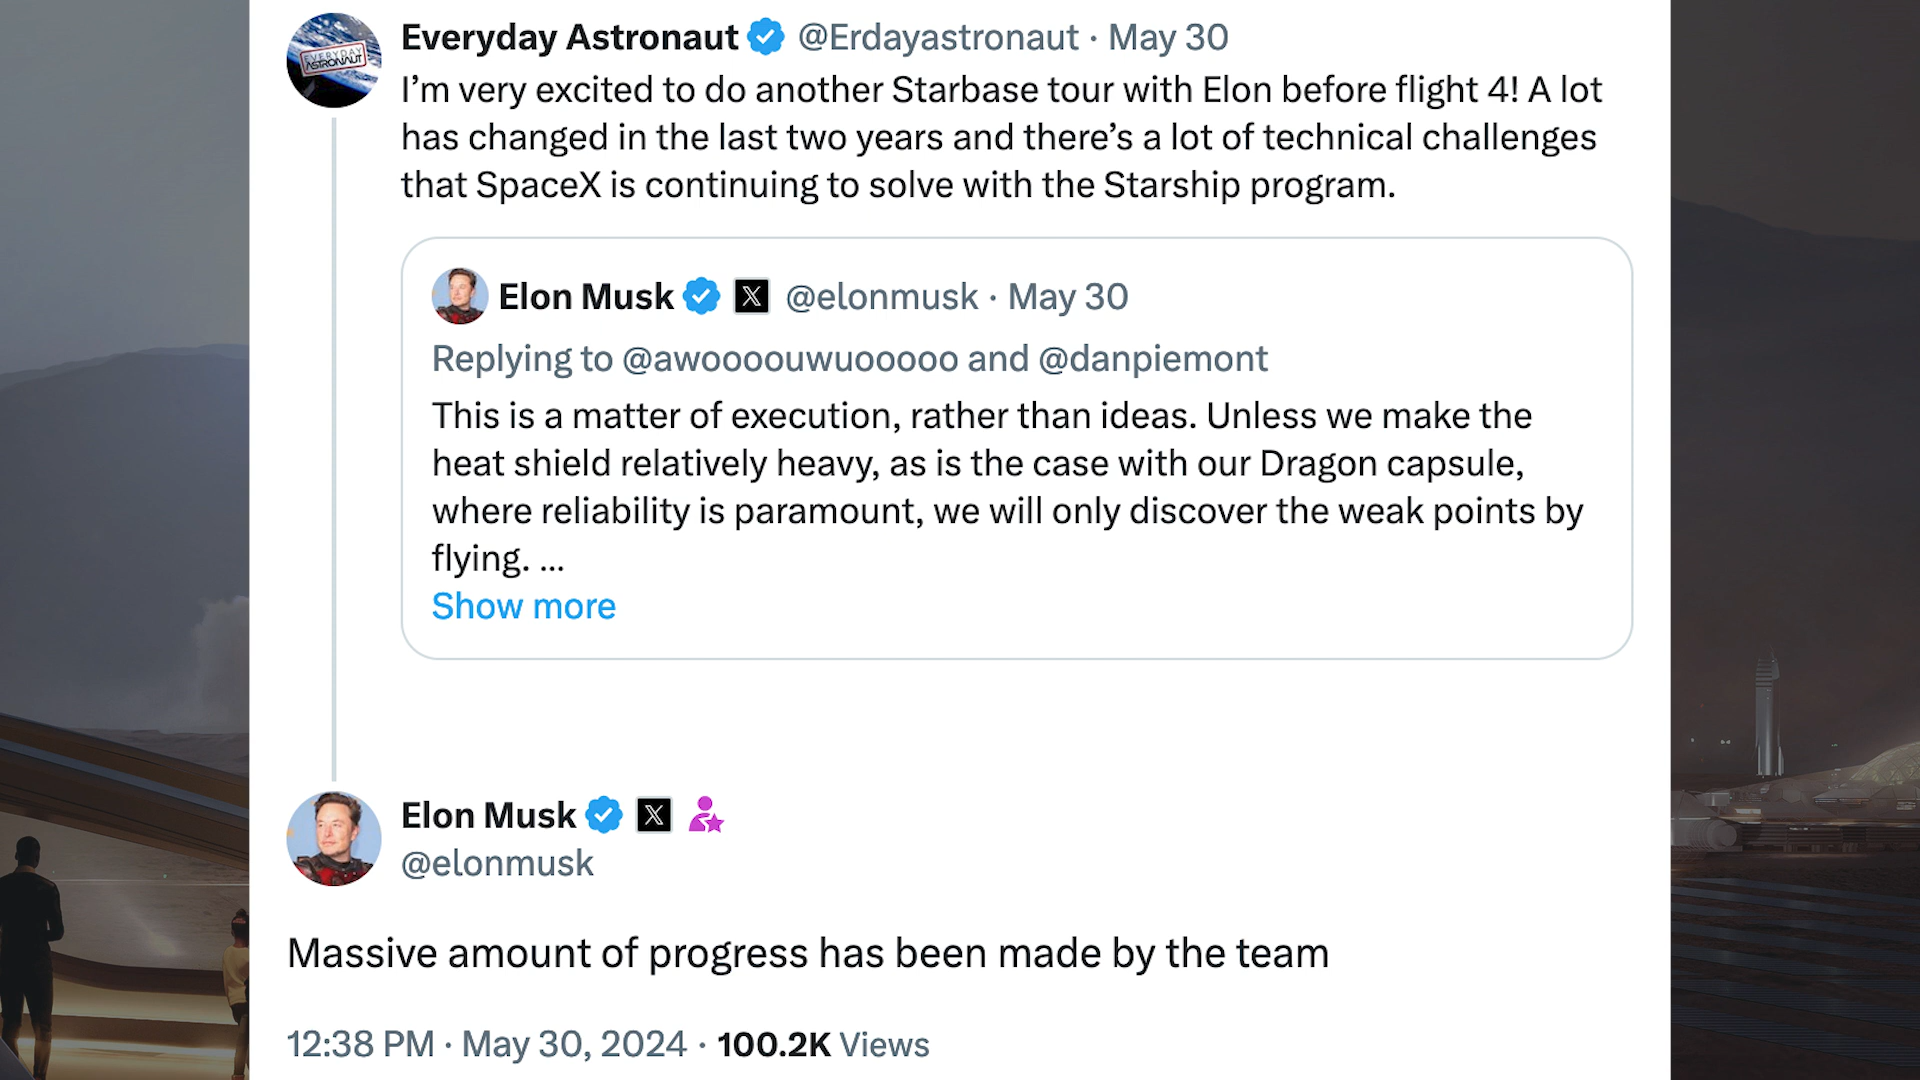 EVERYDAY
ASTRONAUT
Everyday Astronaut @Erdayastronaut · May 30
I’m very excited to do another Starbase tour with Elon before flight 4! A lot
has changed in the last two years and there’s a lot of technical challenges
that SpaceX is continuing to solve with the Starship program.
Elon Musk X @elonmusk · May 30
Replying to @awoooouwuooooo and @danpiemont
This is a matter of execution, rather than ideas. Unless we make the
heat shield relatively heavy, as is the case with our Dragon capsule,
where reliability is paramount, we will only discover the weak points by
flying. ...
Show more
Elon Musk X
@elonmusk
Massive amount of progress has been made by the team
12:38 PM · May 30, 2024 · 100.2K Views